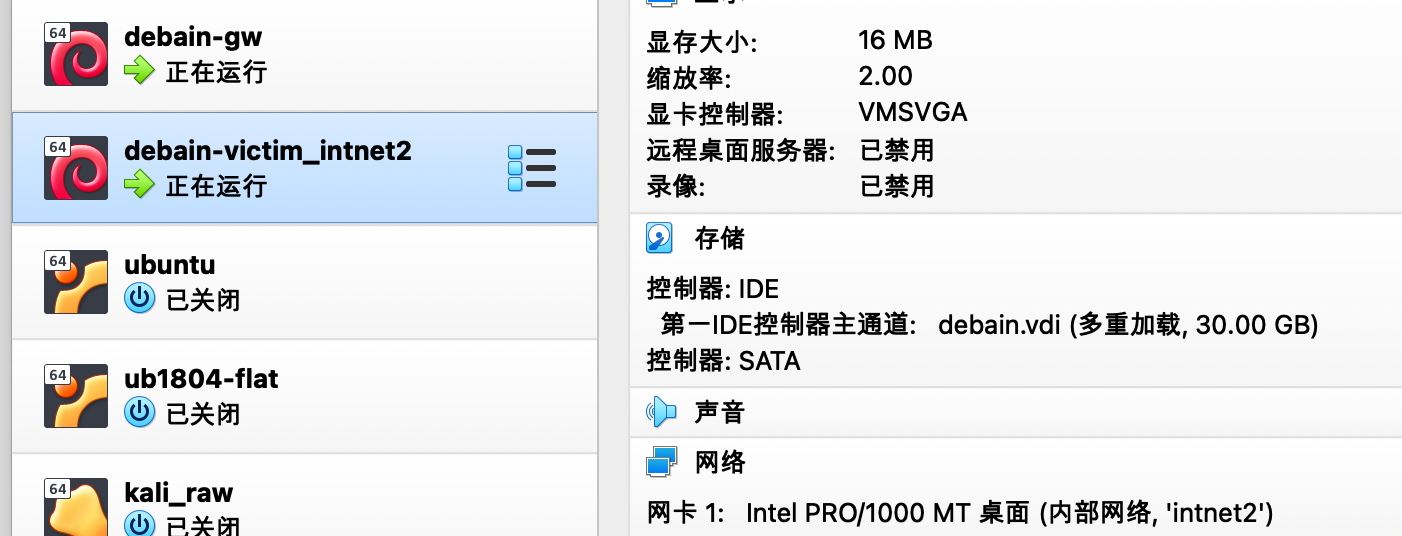 64
debain-gw
正在运行
64
debain-victim_intnet2
正在运行
64
ubuntu
已关闭
64
ub1804-flat
已关闭
64
kali_raw
已关闭
显存大小: 16 MB
缩放率: 2.00
显卡控制器: VMSVGA
远程桌面服务器: 已禁用
录像: 已禁用
存储
控制器: IDE
第一IDE控制器主通道: debain.vdi (多重加载, 30.00 GB)
控制器: SATA
声音
网络
网卡 1: Intel PRO/1000 MT 桌面 (内部网络, 'intnet2')